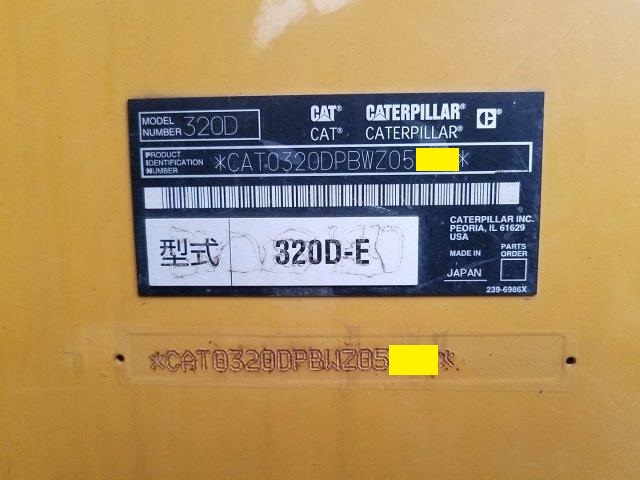 MODEL NUMBER 320D
CAT® CATERPILLAR® C
CAT® CATERPILLAR®
PRODUCT IDENTIFICATION NUMBER *CAT0320DPBWZ05 *
型式 320D-E
CATERPILLAR INC.
PEORIA, IL 61629
USA
MADE IN
JAPAN
PARTS ORDER
239-6986X
*CAT0320DPBWZ05 *